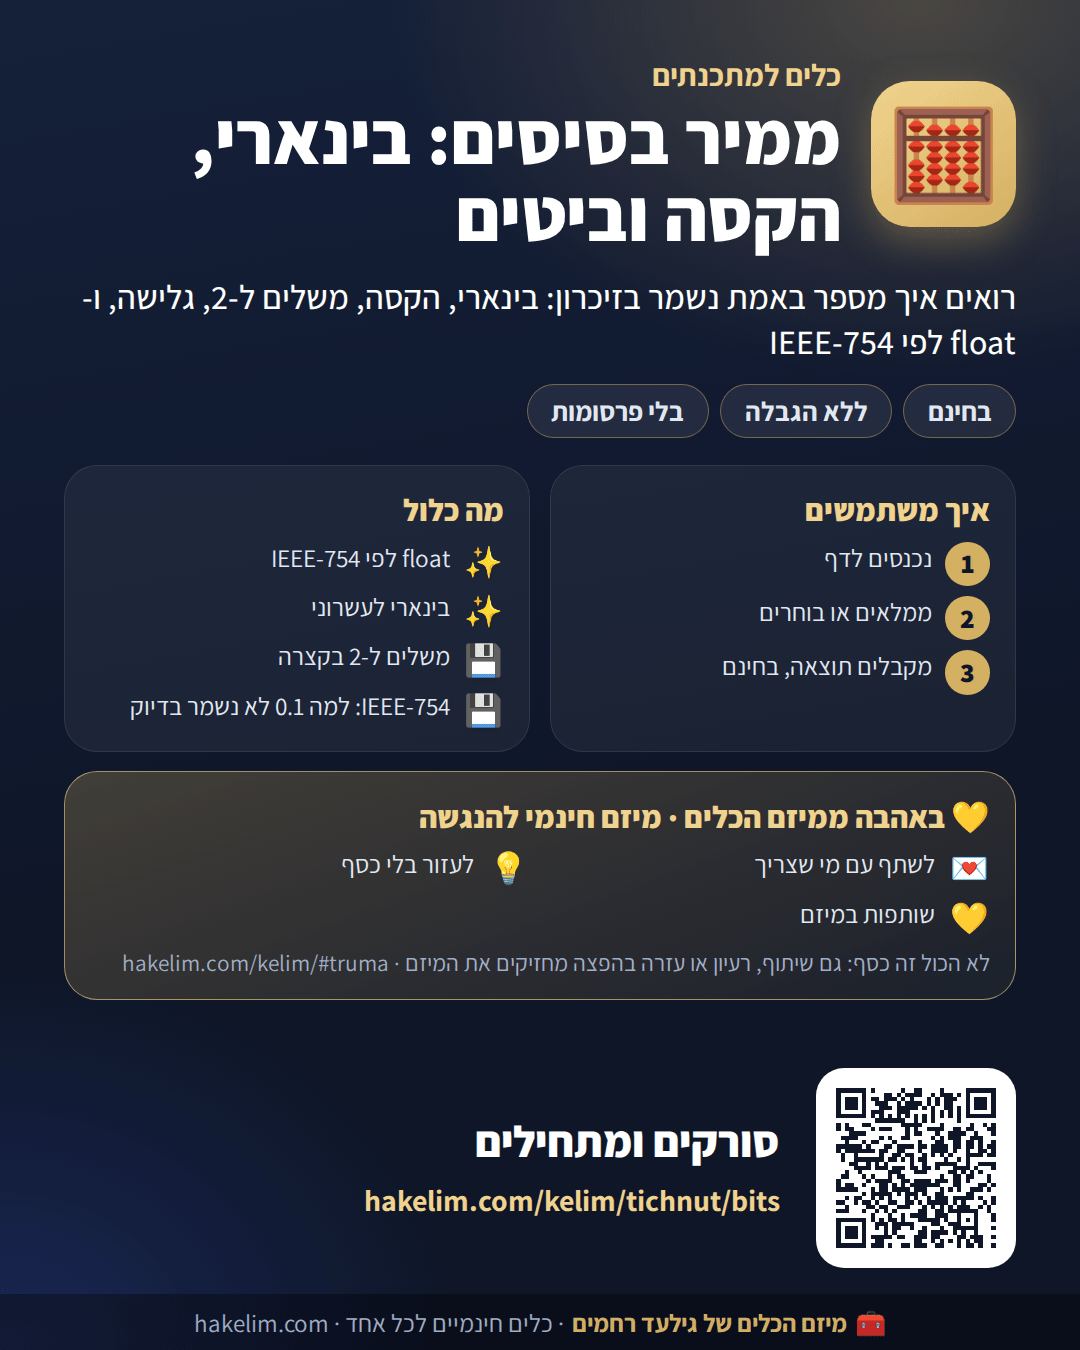 כלים למתכנתים
ממיר בסיסים: בינארי,
הקסה וביטים
רואים איך מספר באמת נשמר בזיכרון: בינארי, הקסה, משלים ל-2, גלישה, ו-
float לפי IEEE-754
בחינם
ללא הגבלה
בלי פרסומות
איך משתמשים
1 נכנסים לדף
2 ממלאים או בוחרים
3 מקבלים תוצאה, בחינם
מה כלול
float לפי IEEE-754
בינארי לעשרוני
משלים ל-2 בקצרה
IEEE-754: למה 0.1 לא נשמר בדיוק
באהבה ממיזם הכלים · מיזם חינמי להנגשה
לשתף עם מי שצריך
לעזור בלי כסף
שותפות במיזם
לא הכול זה כסף: גם שיתוף, רעיון או עזרה בהפצה מחזיקים את המיזם · hakelim.com/kelim/#truma
סורקים ומתחילים
hakelim.com/kelim/tichnut/bits
מיזם הכלים של גילעד רחמים · כלים חינמיים לכל אחד · hakelim.com